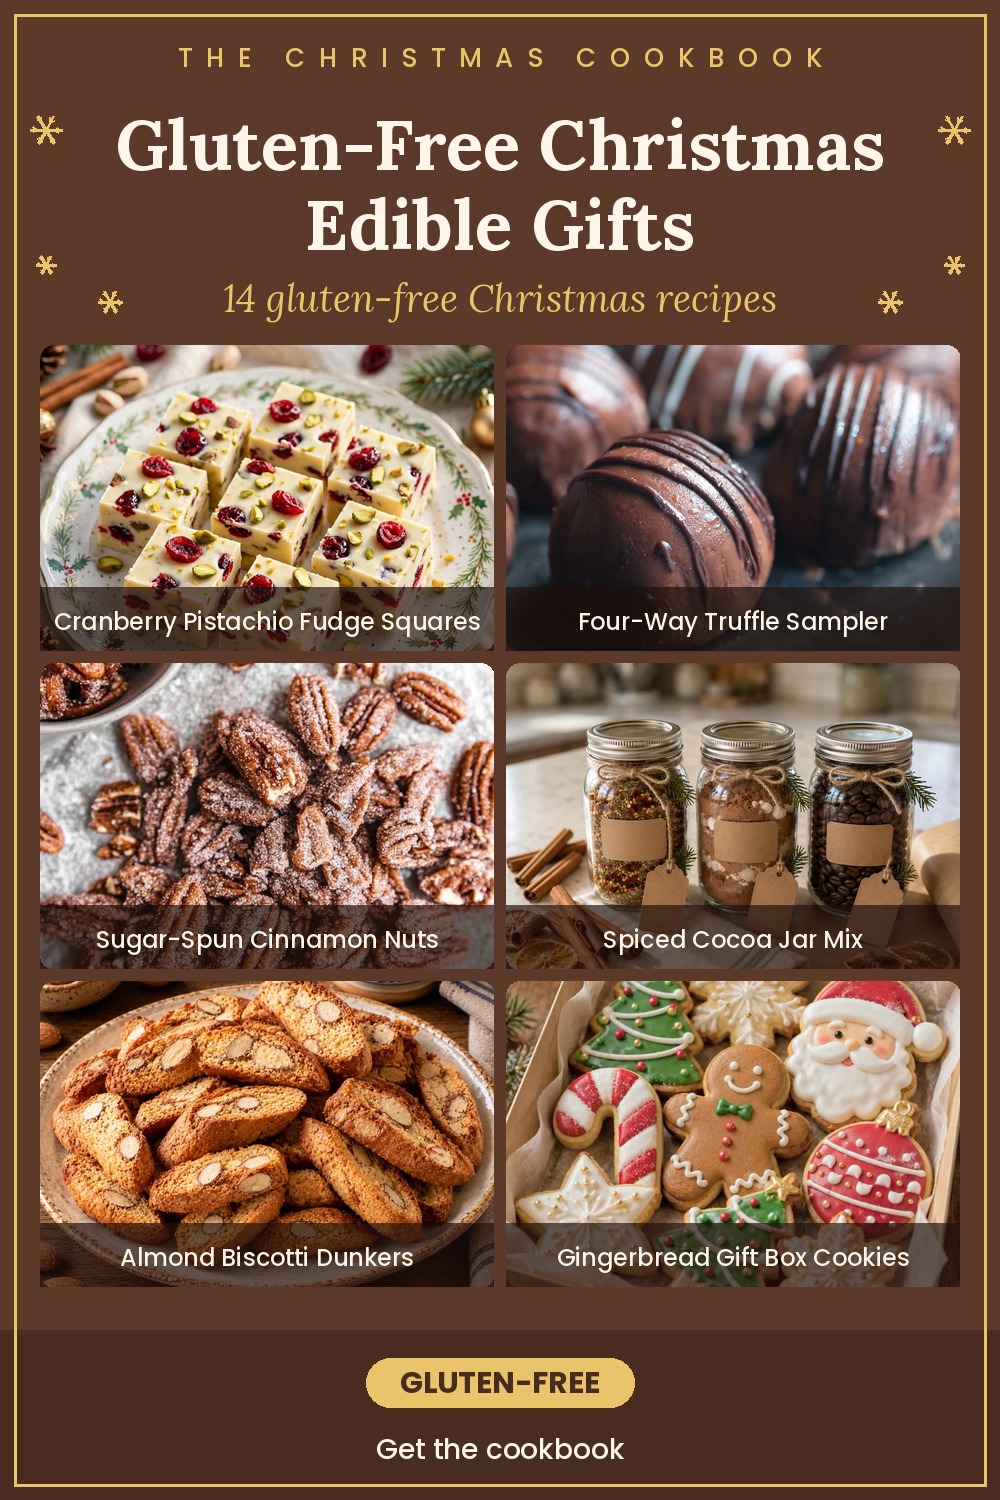 THE CHRISTMAS COOKBOOK
Gluten-Free Christmas
Edible Gifts
14 gluten-free Christmas recipes
Cranberry Pistachio Fudge Squares
Four-Way Truffle Sampler
Sugar-Spun Cinnamon Nuts
Spiced Cocoa Jar Mix
Almond Biscotti Dunkers
Gingerbread Gift Box Cookies
GLUTEN-FREE
Get the cookbook